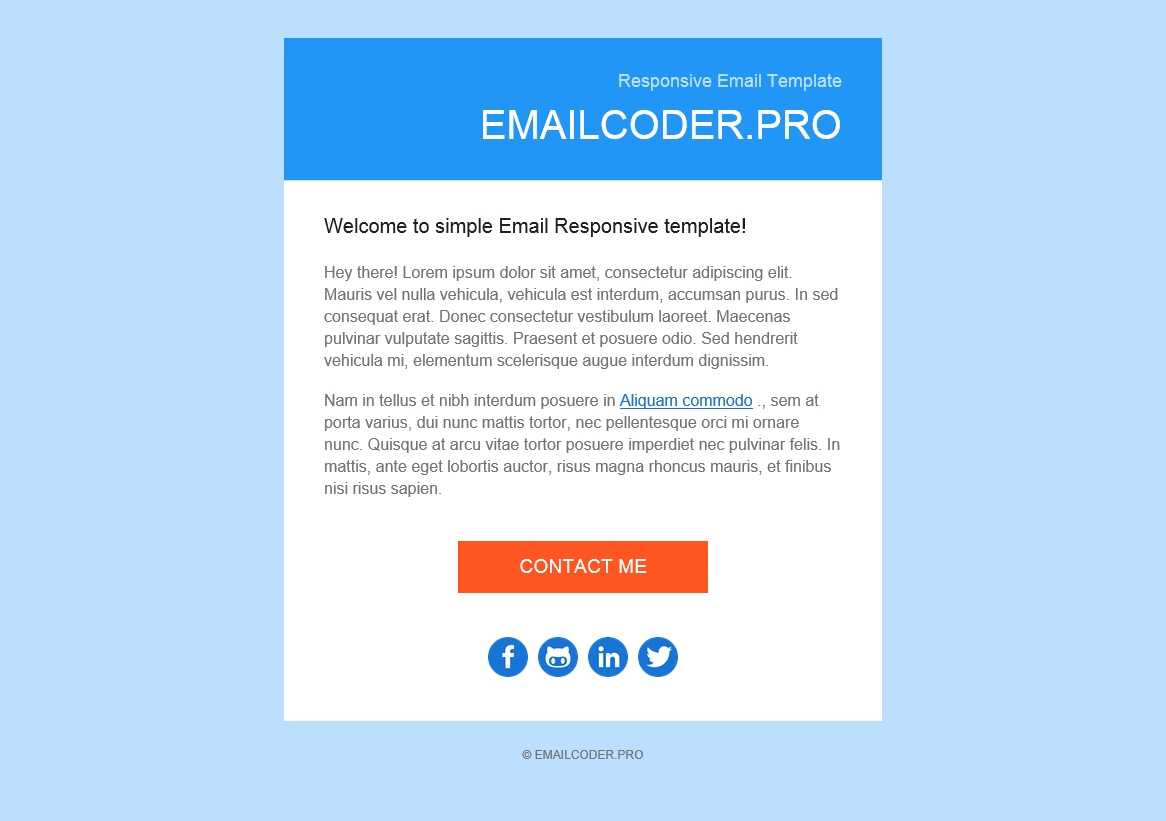 Responsive Email Template
EMAILCODER.PRO
Welcome to simple Email Responsive template!
Hey there! Lorem ipsum dolor sit amet, consectetur adipiscing elit.
Mauris vel nulla vehicula, vehicula est interdum, accumsan purus. In sed
consequat erat. Donec consectetur vestibulum laoreet. Maecenas
pulvinar vulputate sagittis. Praesent et posuere odio. Sed hendrerit
vehicula mi, elementum scelerisque augue interdum dignissim.
Nam in tellus et nibh interdum posuere in Aliquam commodo ., sem at
porta varius, dui nunc mattis tortor, nec pellentesque orci mi ornare
nunc. Quisque at arcu vitae tortor posuere imperdiet nec pulvinar felis. In
mattis, ante eget lobortis auctor, risus magna rhoncus mauris, et finibus
nisi risus sapien.
CONTACT ME
f in
© EMAILCODER.PRO